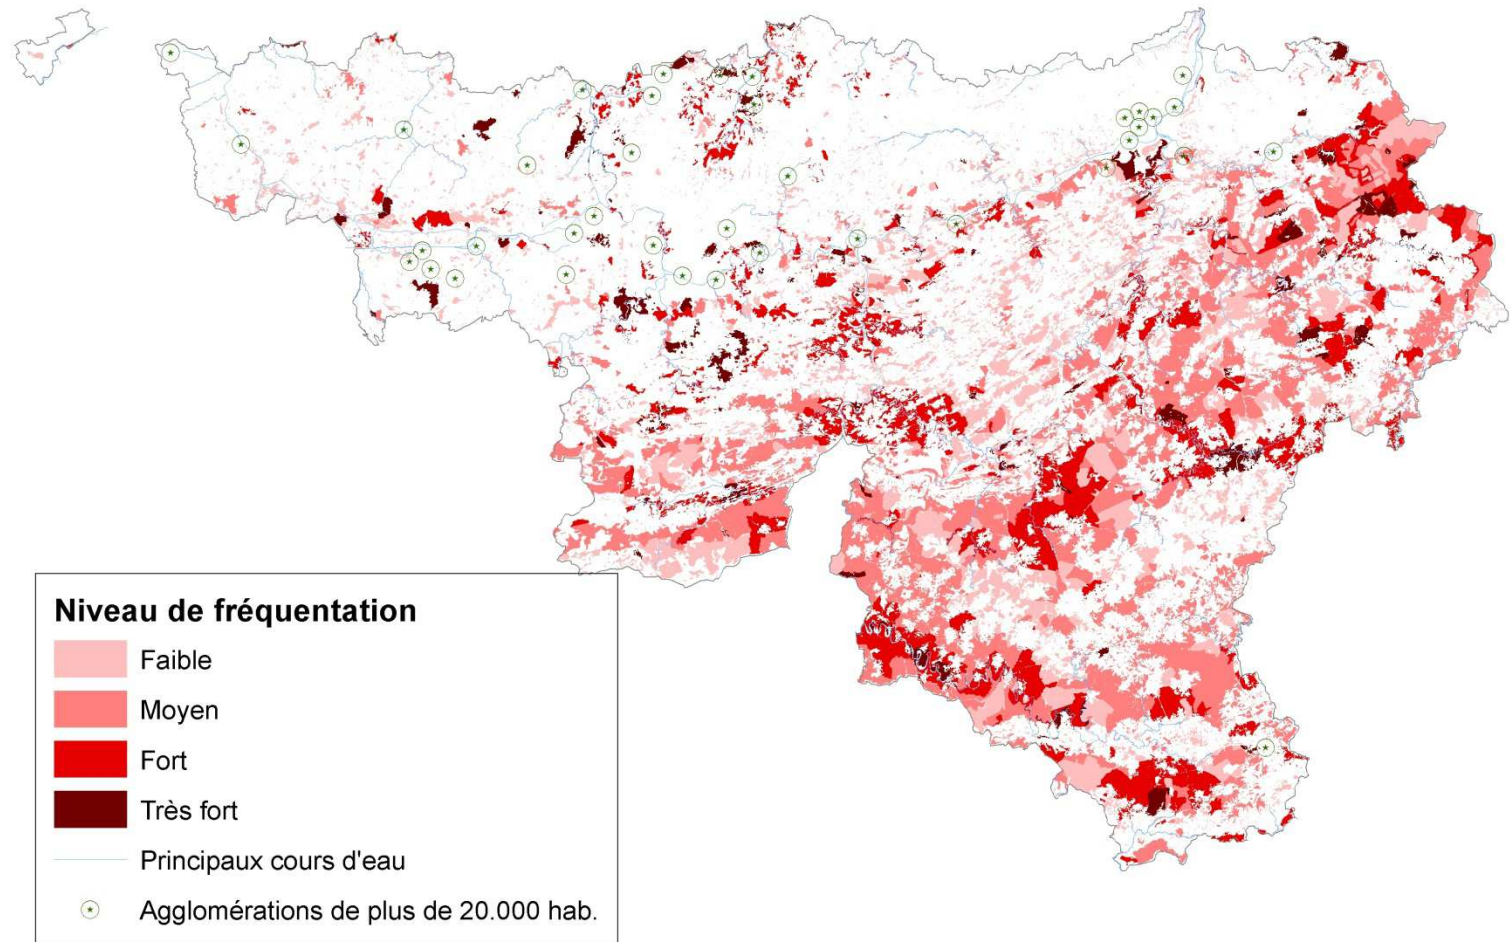 Niveau de fréquentation
Faible
Moyen
Fort
Très fort
Principaux cours d'eau
Agglomérations de plus de 20.000 hab.